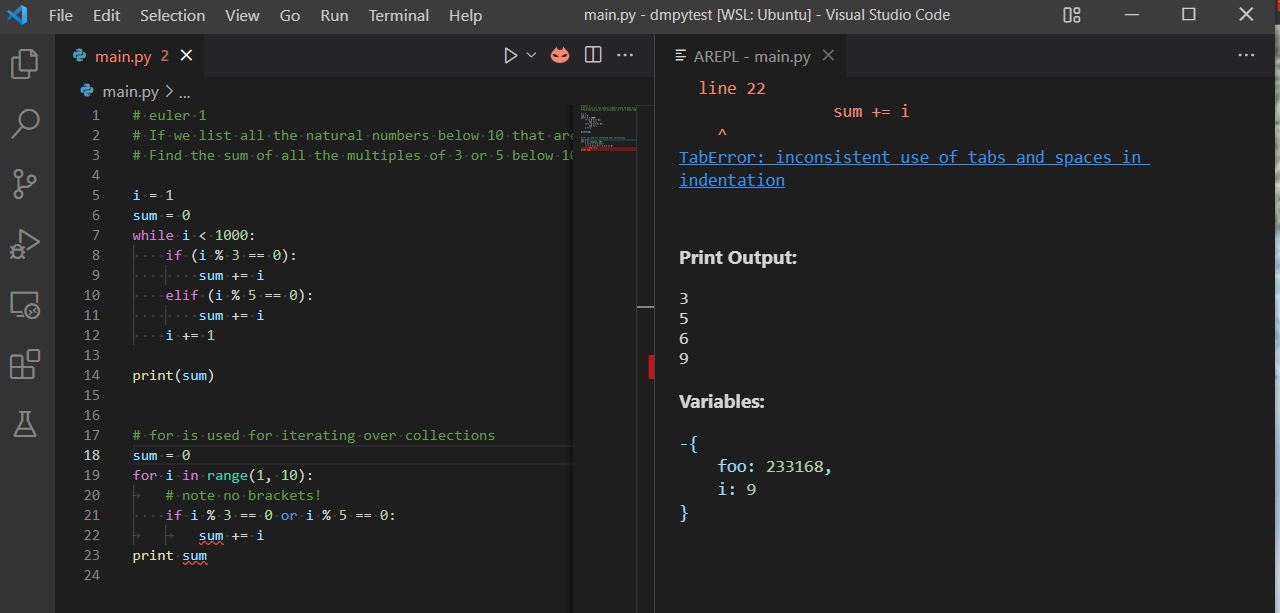 File Edit Selection View Go Run Terminal Help main.py - dmpytest [WSL: Ubuntu] - Visual Studio Code
main.py 2
main.py > ...
1 # euler 1
2 # If we list all the natural numbers below 10 that are
3 # Find the sum of all the multiples of 3 or 5 below 10
4
5 i = 1
6 sum = 0
7 while i < 1000:
8 if (i % 3 == 0):
9 sum += i
10 elif (i % 5 == 0):
11 sum += i
12 i += 1
13
14 print(sum)
15
16
17 # for is used for iterating over collections
18 sum = 0
19 for i in range(1, 10):
20 # note no brackets!
21 if i % 3 == 0 or i % 5 == 0:
22 sum += i
23 print sum
24
AREPL - main.py
line 22
sum += i
^
TabError: inconsistent use of tabs and spaces in
indentation
Print Output:
3
5
6
9
Variables:
-{
foo: 233168,
i: 9
}